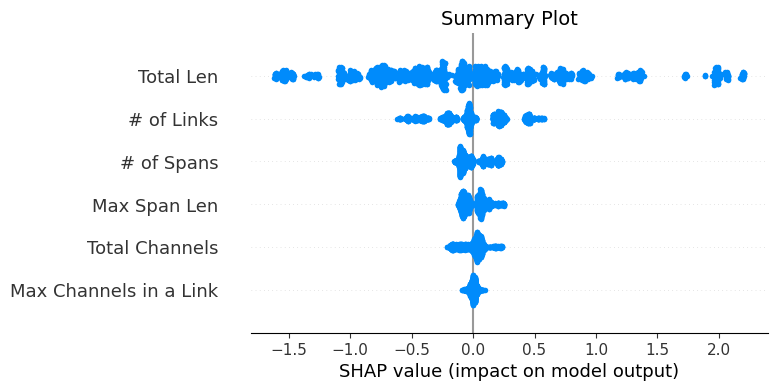 Summary Plot
Total Len
# of Links
# of Spans
Max Span Len
Total Channels
Max Channels in a Link
−1.5 −1.0 −0.5 0.0 0.5 1.0 1.5 2.0
SHAP value (impact on model output)